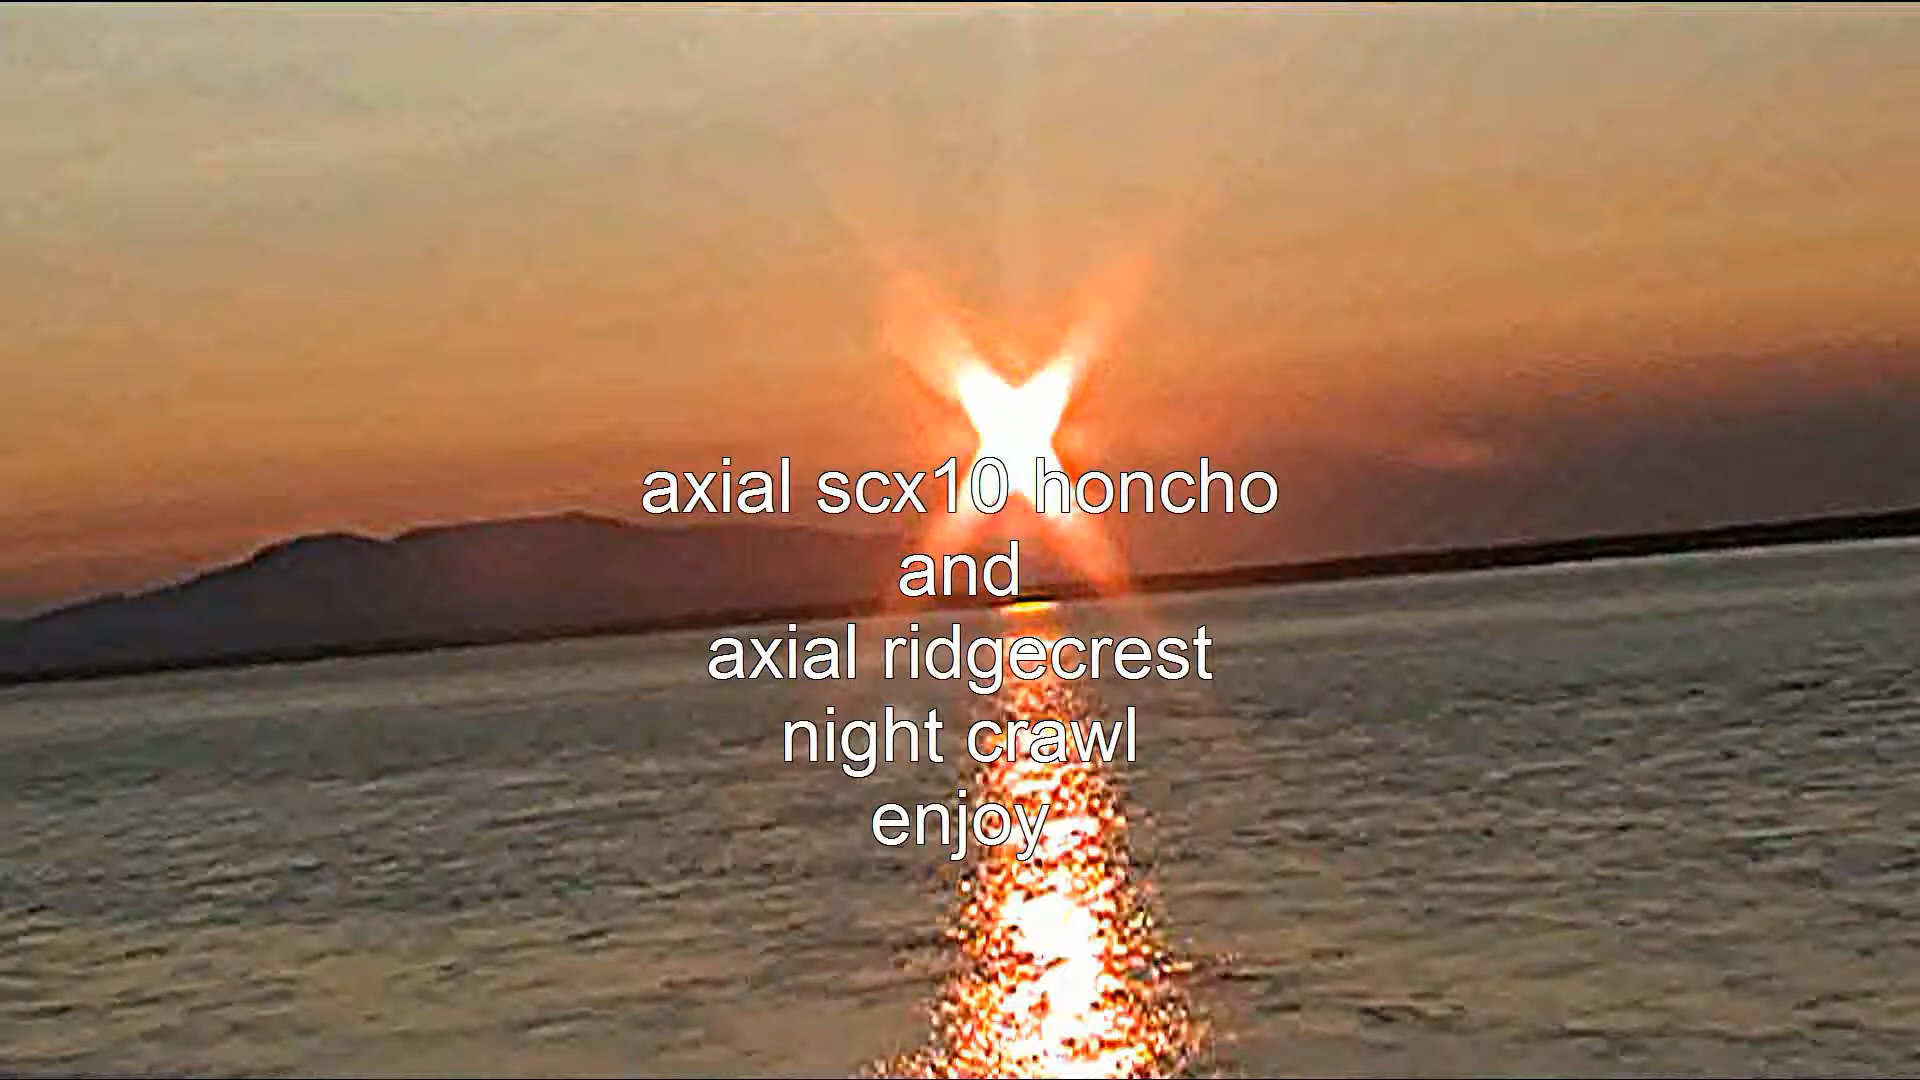 axial scx10 honcho
and
axial ridgecrest
night crawl
enjoy